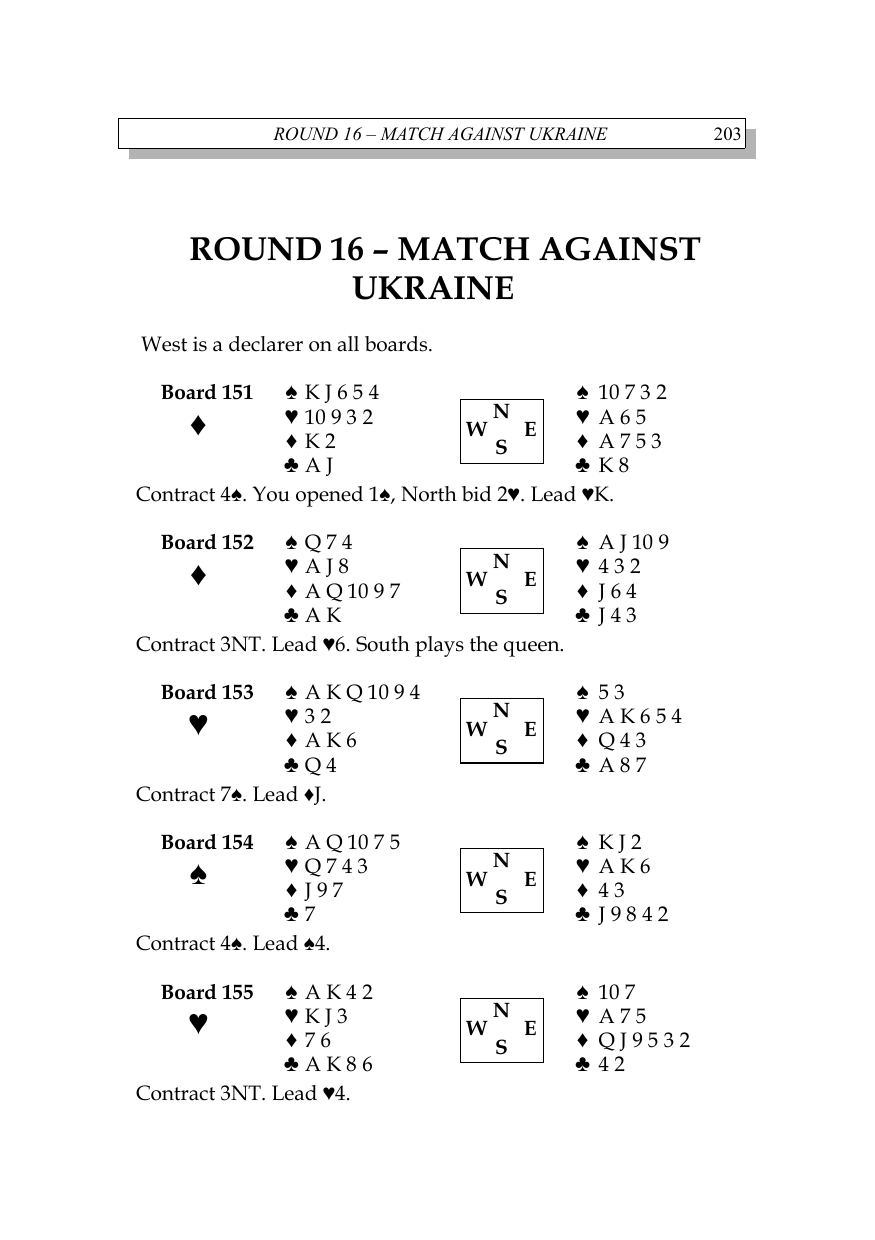 ROUND 16 – MATCH AGAINST UKRAINE 203
ROUND 16 – MATCH AGAINST
UKRAINE
West is a declarer on all boards.
Board 151 ♠ K J 6 5 4 ♠ 10 7 3 2
♦ ♥ 10 9 3 2 N ♥ A 6 5
♦ K 2 W E ♦ A 7 5 3
♣ A J S ♣ K 8
Contract 4♠. You opened 1♠, North bid 2♥. Lead ♥K.
Board 152 ♠ Q 7 4 ♠ A J 10 9
♦ ♥ A J 8 N ♥ 4 3 2
♦ A Q 10 9 7 W E ♦ J 6 4
♣ A K S ♣ J 4 3
Contract 3NT. Lead ♥6. South plays the queen.
Board 153 ♠ A K Q 10 9 4 ♠ 5 3
♥ ♥ 3 2 N ♥ A K 6 5 4
♦ A K 6 W E ♦ Q 4 3
♣ Q 4 S ♣ A 8 7
Contract 7♠. Lead ♦J.
Board 154 ♠ A Q 10 7 5 ♠ K J 2
♠ ♥ Q 7 4 3 N ♥ A K 6
♦ J 9 7 W E ♦ 4 3
♣ 7 S ♣ J 9 8 4 2
Contract 4♠. Lead ♠4.
Board 155 ♠ A K 4 2 ♠ 10 7
♥ ♥ K J 3 N ♥ A 7 5
♦ 7 6 W E ♦ Q J 9 5 3 2
♣ A K 8 6 S ♣ 4 2
Contract 3NT. Lead ♥4.